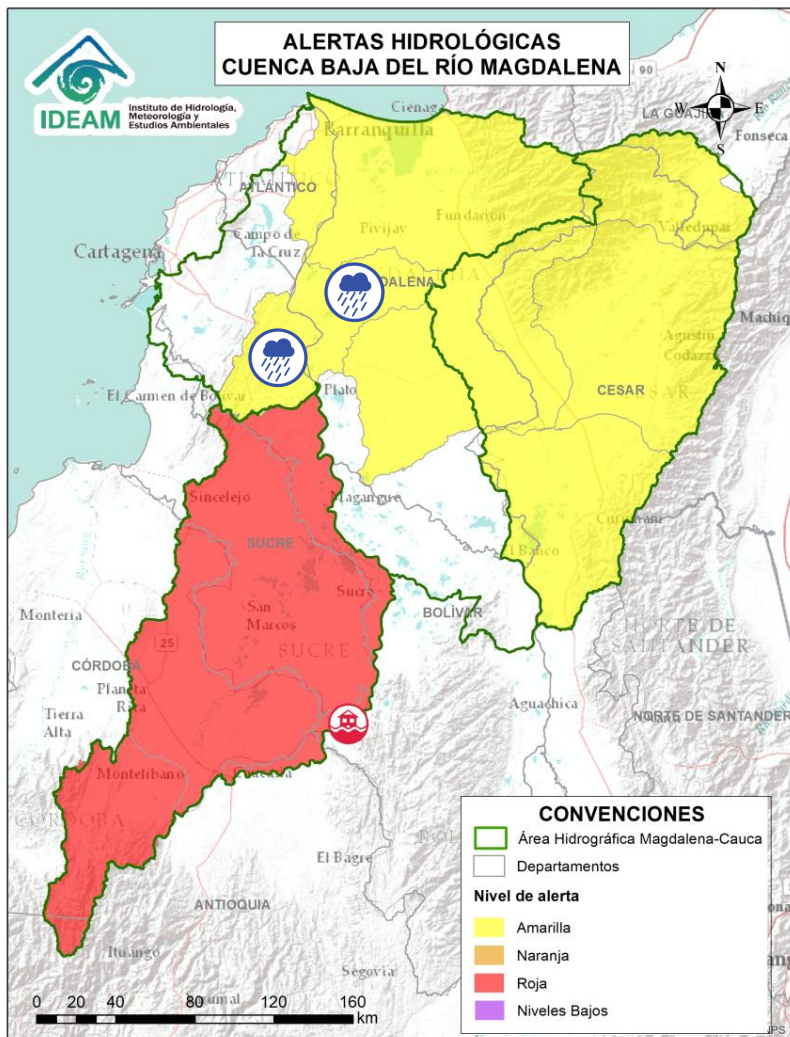 ALERTAS HIDROLÓGICAS
CUENCA BAJA DEL RÍO MAGDALENA
IDEAM
Instituto de Hidrología,
Meteorología y
Estudios Ambientales
N
W
E
S
90
Ciénaga
LA GUAJIRA
Fonseca
Barranquilla
ATLÁNTICO
Pivijay
Fundación
Valledupar
Campo de
la Cruz
Cartagena
Machiq
Agustín
Codazzi
El Carmen de Bolívar
Plato
CESAR
Sincelejo
Magangué
SUCRE
Curumaní
El Banco
Sucre
BOLÍVAR
San
Marcos
SUCRE
Montería
25
CÓRDOBA
Planeta
Rica
NORTE DE
SANTANDER
Aguachica
NORTE DE SANTANDER
Tierra
Alta
Montelíbano
CÓRDOBA
El Bagre
ANTIOQUIA
Ituango
Segovia
0 20 40 80 120 160
km
CONVENCIONES
Área Hidrográfica Magdalena-Cauca
Departamentos
Nivel de alerta
Amarilla
Naranja
Roja
Niveles Bajos